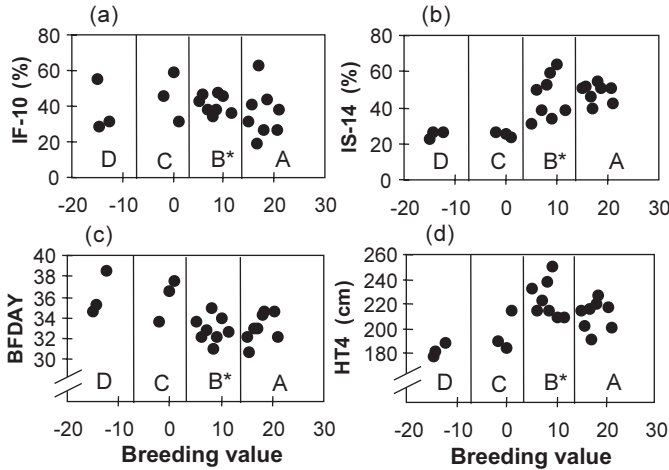 (a)
IF-10 (%)
80
60
40
20
0
D C B* A
-20 -10 0 10 20 30
(b)
IS-14 (%)
80
60
40
20
0
D C B* A
-20 -10 0 10 20 30
(c)
BFDAY
40
38
36
34
32
30
D C B* A
-20 -10 0 10 20 30
Breeding value
(d)
HT4 (cm)
260
240
220
200
180
D C B* A
-20 -10 0 10 20 30
Breeding value